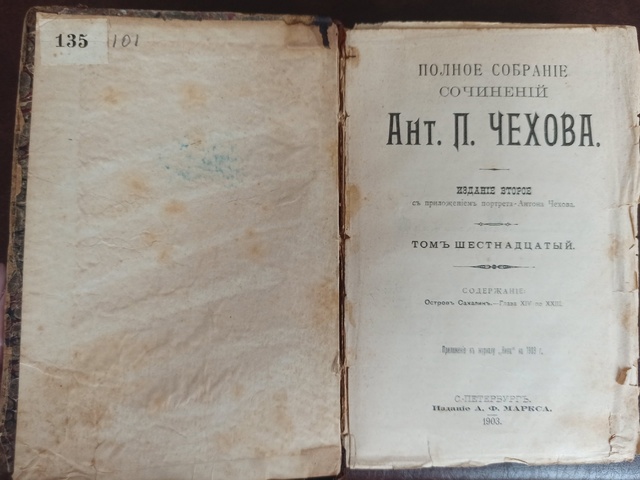 135
101
ПОЛНОЕ СОБРАНІЕ
СОЧИНЕНІЙ
Ант. П. ЧЕХОВА.
ИЗДАНІЕ ВТОРОЕ
съ приложеніемъ портрета Антона Чехова.
ТОМЪ ШЕСТНАДЦАТЫЙ.
СОДЕРЖАНІЕ:
Островъ Сахалинъ.—Глава XIV по XXIII.
Приложеніе къ журналу „Нива“ на 1903 г.
С.-ПЕТЕРБУРГЪ.
Изданіе А. Ф. МАРКСА.
1903.